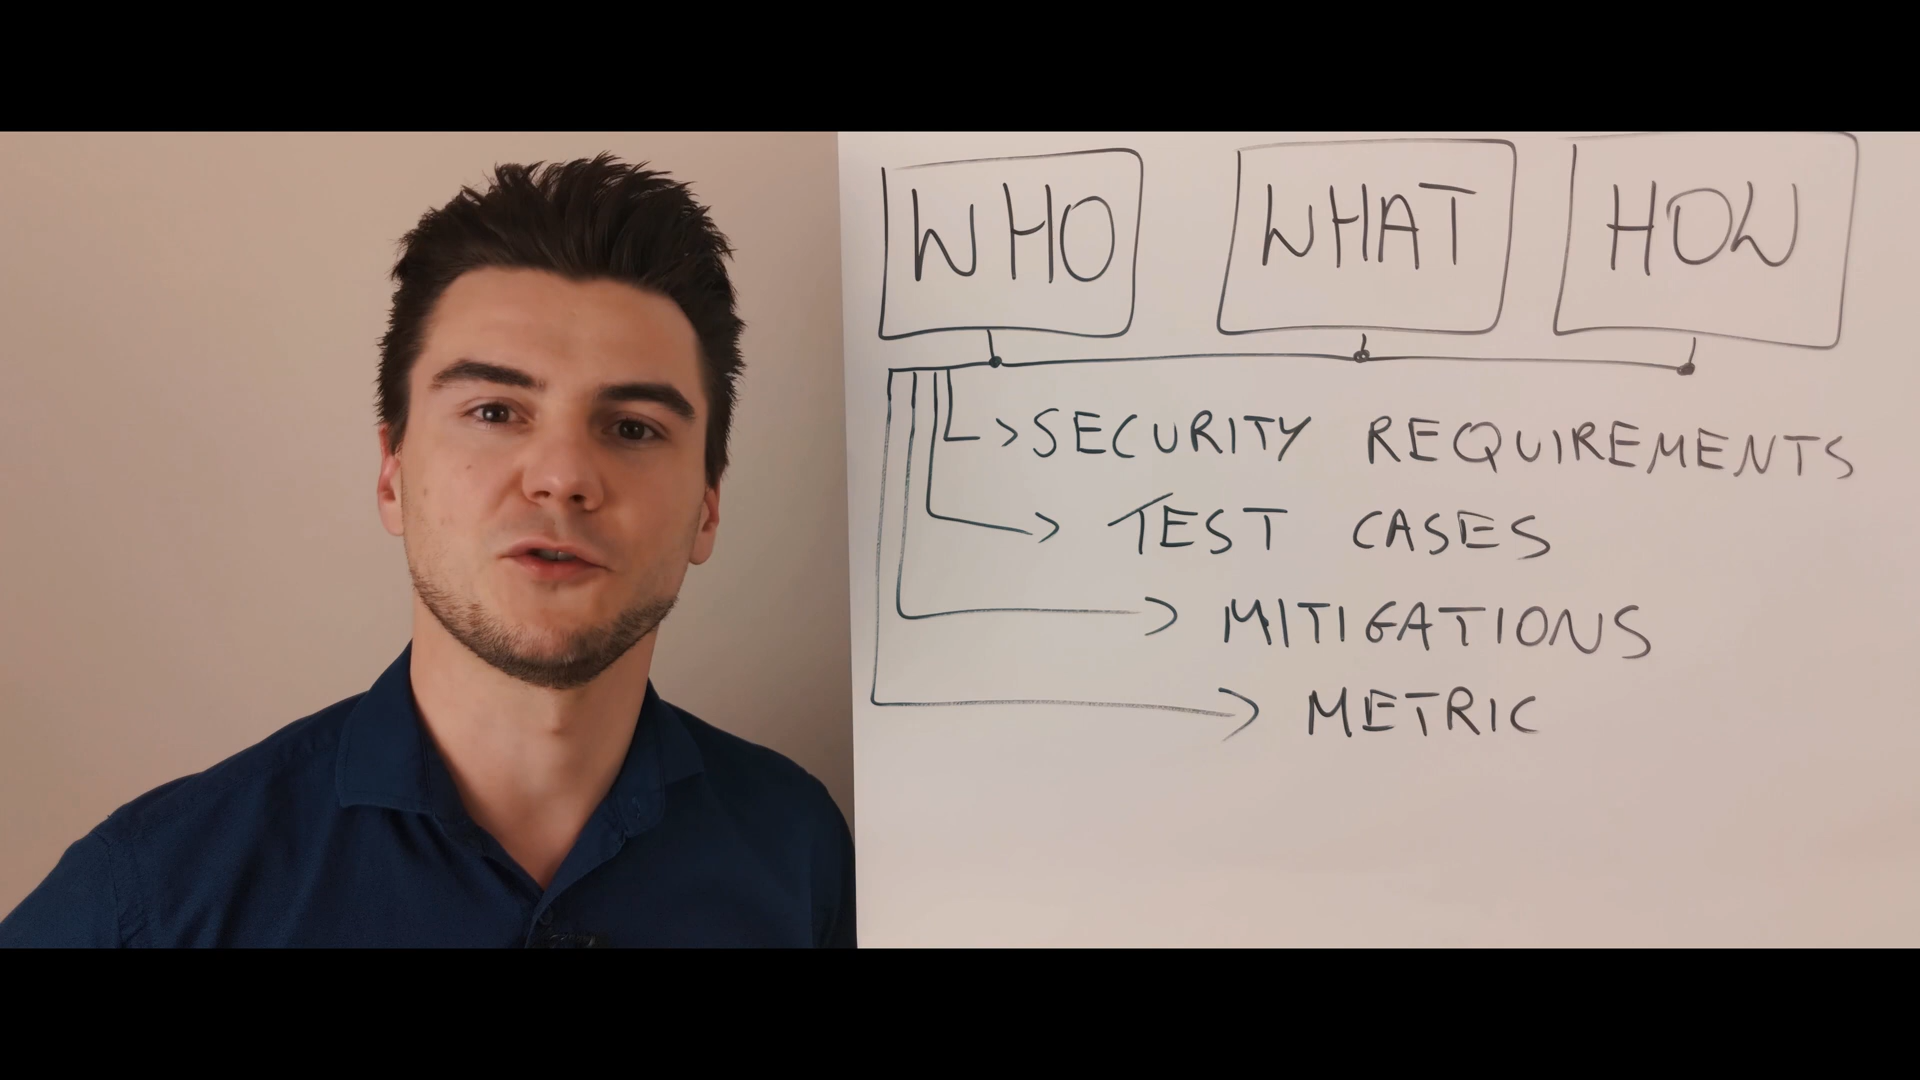 WHO WHAT HOW
SECURITY REQUIREMENTS
TEST CASES
MITIGATIONS
METRIC